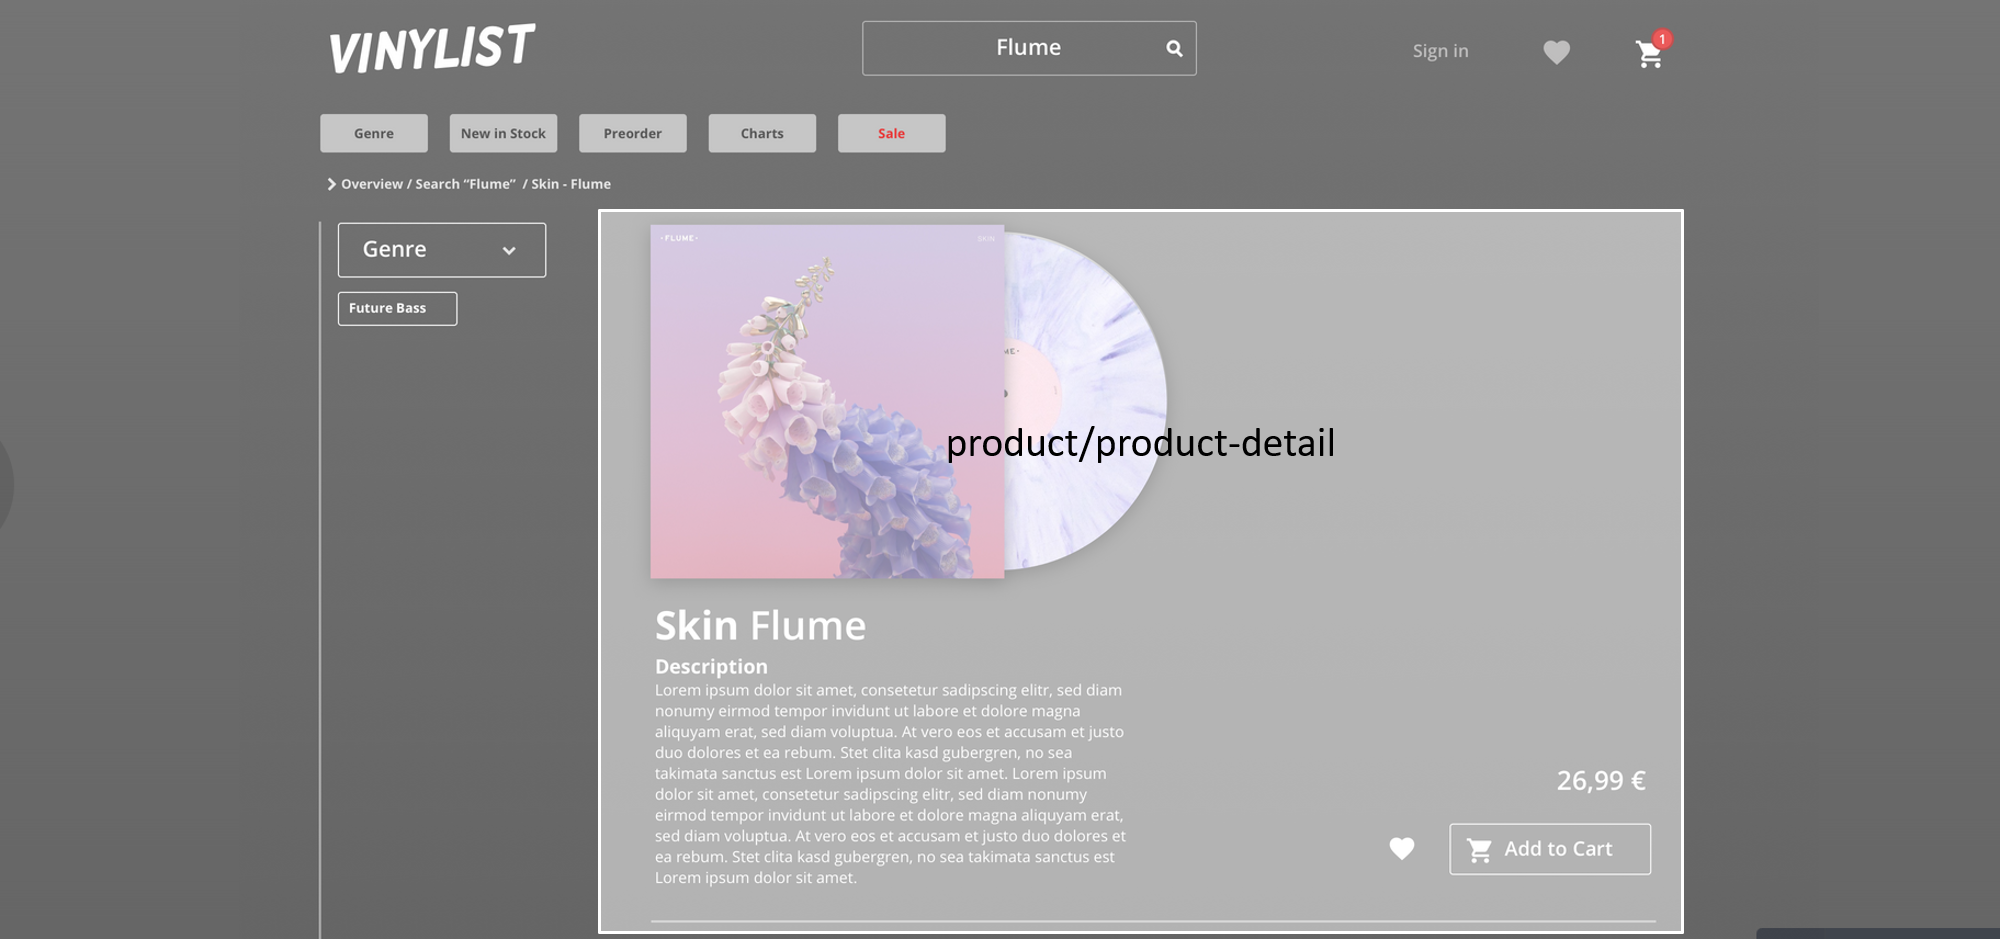 VINYLIST
Flume
Sign in
1
Genre
New in Stock
Preorder
Charts
Sale
Overview / Search “Flume” / Skin - Flume
Genre
Future Bass
·FLUME·
SKIN
ME·
product/product-detail
Skin Flume
Description
Lorem ipsum dolor sit amet, consetetur sadipscing elitr, sed diam
nonumy eirmod tempor invidunt ut labore et dolore magna
aliquyam erat, sed diam voluptua. At vero eos et accusam et justo
duo dolores et ea rebum. Stet clita kasd gubergren, no sea
takimata sanctus est Lorem ipsum dolor sit amet. Lorem ipsum
dolor sit amet, consetetur sadipscing elitr, sed diam nonumy
eirmod tempor invidunt ut labore et dolore magna aliquyam erat,
sed diam voluptua. At vero eos et accusam et justo duo dolores et
ea rebum. Stet clita kasd gubergren, no sea takimata sanctus est
Lorem ipsum dolor sit amet.
26,99 €
Add to Cart